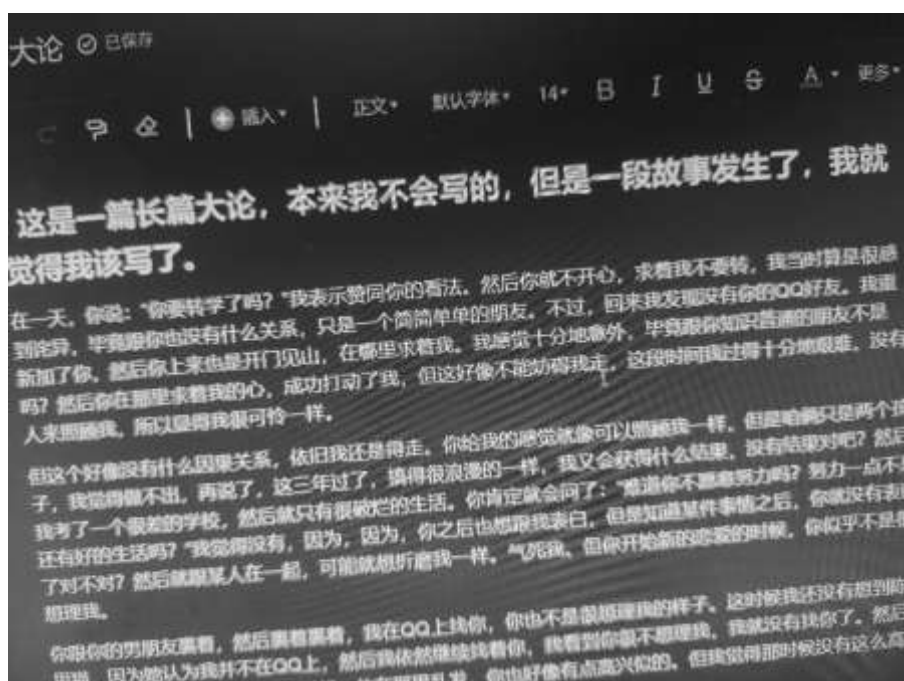 大论 已保存
插入 正文 默认字体 14 B I U S A 更多
这是一篇长篇大论，本来我不会写的，但是一段故事发生了，我就
觉得我该写了。
在一天，你说：“你要转学了吗？”我表示赞同你的看法。然后你就不开心，求着我不要转，我当时算是很感
到诧异，毕竟跟你也没有什么关系，只是一个简简单单的朋友。不过，回来我发现没有你的QQ好友。我重
新加了你，然后你上来也是开门见山，在哪里求着我。我感觉十分地意外，毕竟跟你知识普通的朋友不是
吗？然后你在那里求着我的心，成功打动了我，但这好像不能妨碍我走，这段时间我过得十分地艰难，没有
人来照顾我，所以显得我很可怜一样。
但这个好像没有什么因果关系，依旧我还是得走。你给我的感觉就像可以照顾我一样，但是咱俩只是两个孩
子，我觉得做不出，再说了，这三年过了，搞得很浪漫的一样，我又会获得什么结果，没有结果对吧？然后
我考了一个很差的学校，然后就只有很破烂的生活。你肯定就会问了：“难道你不愿意努力吗？努力一点不是
还有好的生活吗？”我觉得没有，因为，因为，你之后也想跟我表白，但是知道某件事情之后，你就没有表白
了对不对？然后就跟某人在一起，可能就想折磨我一样。气死我。但你开始新的恋爱的时候，你似乎不是很
想理我。
你跟你的男朋友裹着，然后裹着裹着，我在QQ上找你，你也不是很想理我的样子。这时候我还没有想到
因为她认为我并不在QQ上，然后我依然继续找着你，我看到你很不想理我，我就没有找你了。然后
你也好像有点高兴似的。但我觉得那时候没有这么高